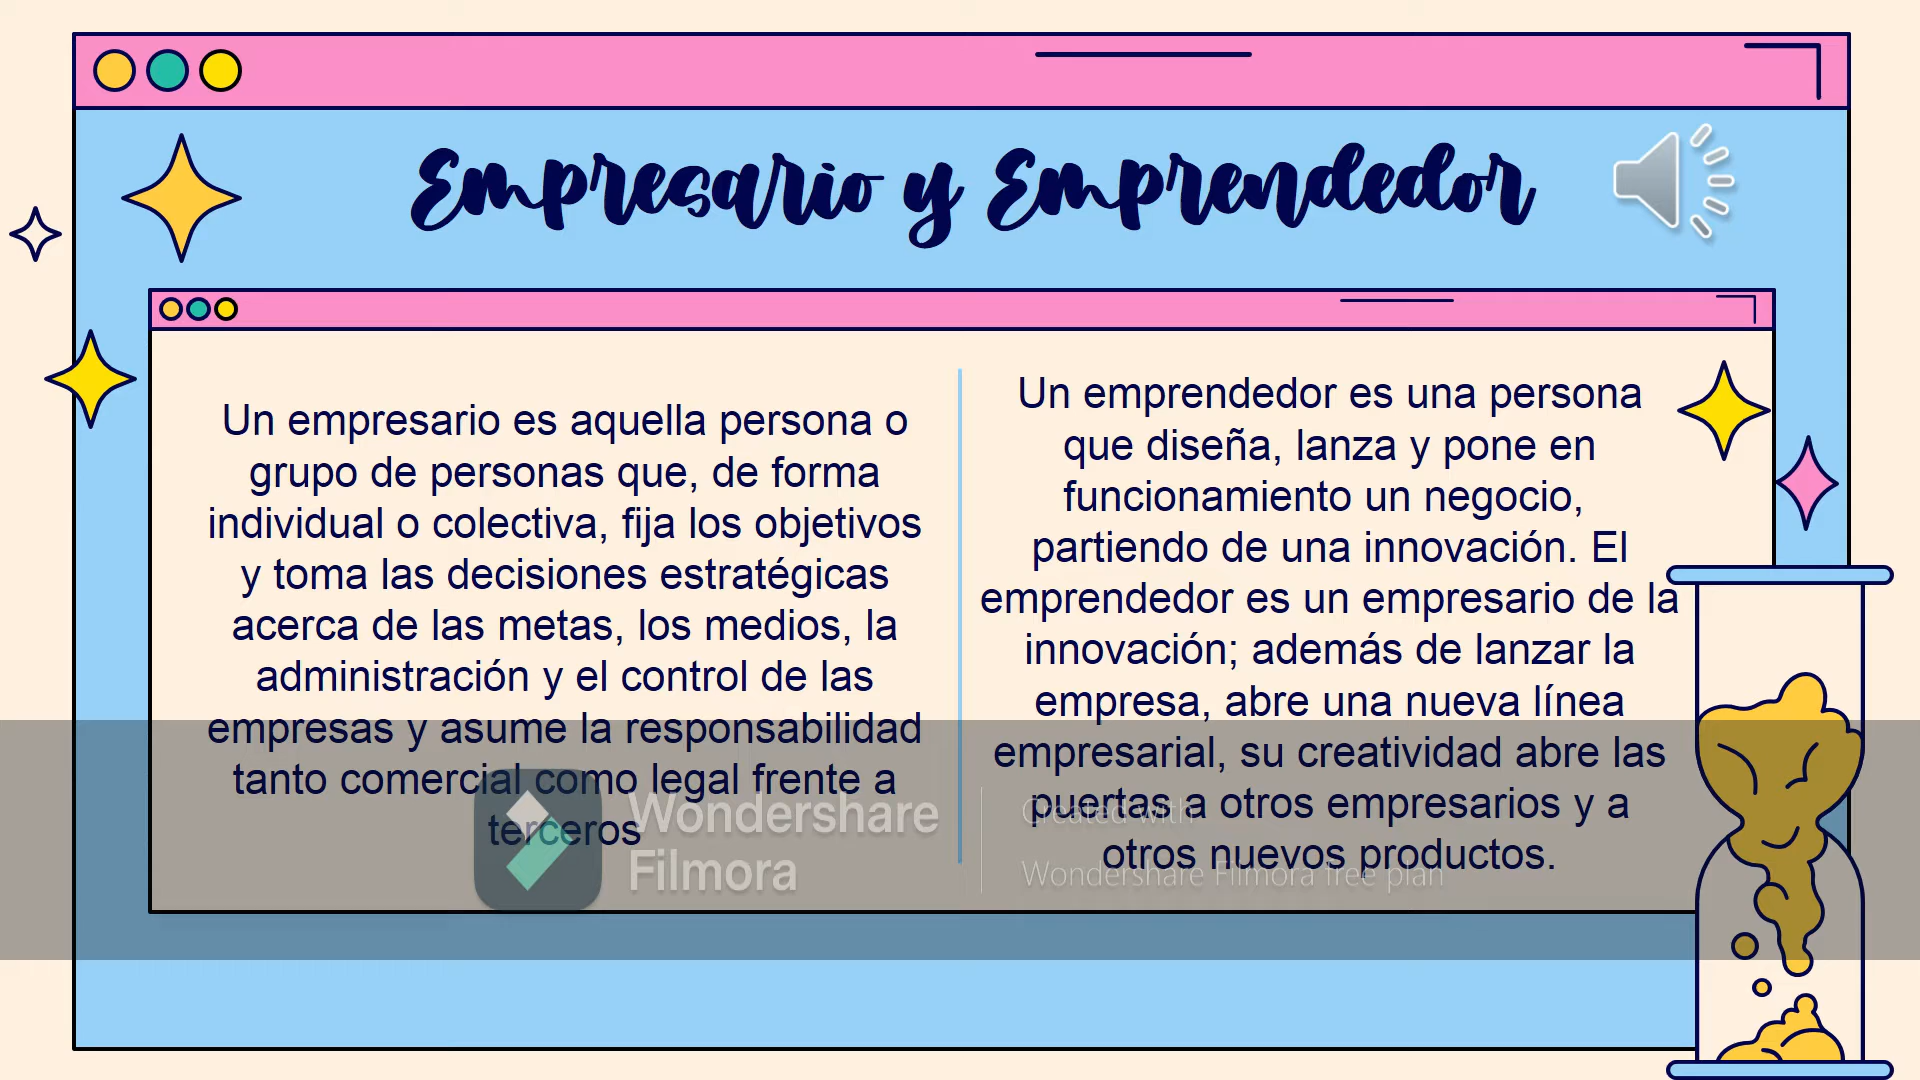 Empresario y Emprendedor
Un empresario es aquella persona o
grupo de personas que, de forma
individual o colectiva, fija los objetivos
y toma las decisiones estratégicas
acerca de las metas, los medios, la
administración y el control de las
empresas y asume la responsabilidad
tanto comercial como legal frente a
terceros
Un emprendedor es una persona
que diseña, lanza y pone en
funcionamiento un negocio,
partiendo de una innovación. El
emprendedor es un empresario de la
innovación; además de lanzar la
empresa, abre una nueva línea
empresarial, su creatividad abre las
puertas a otros empresarios y a
otros nuevos productos.
Wondershare
Filmora
Created with
Wondershare Filmora free plan